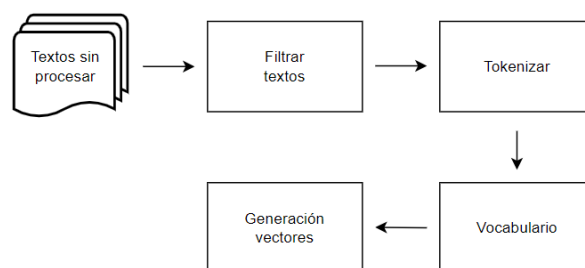 Textos sin
procesar
Filtrar
textos
Tokenizar
Vocabulario
Generación
vectores